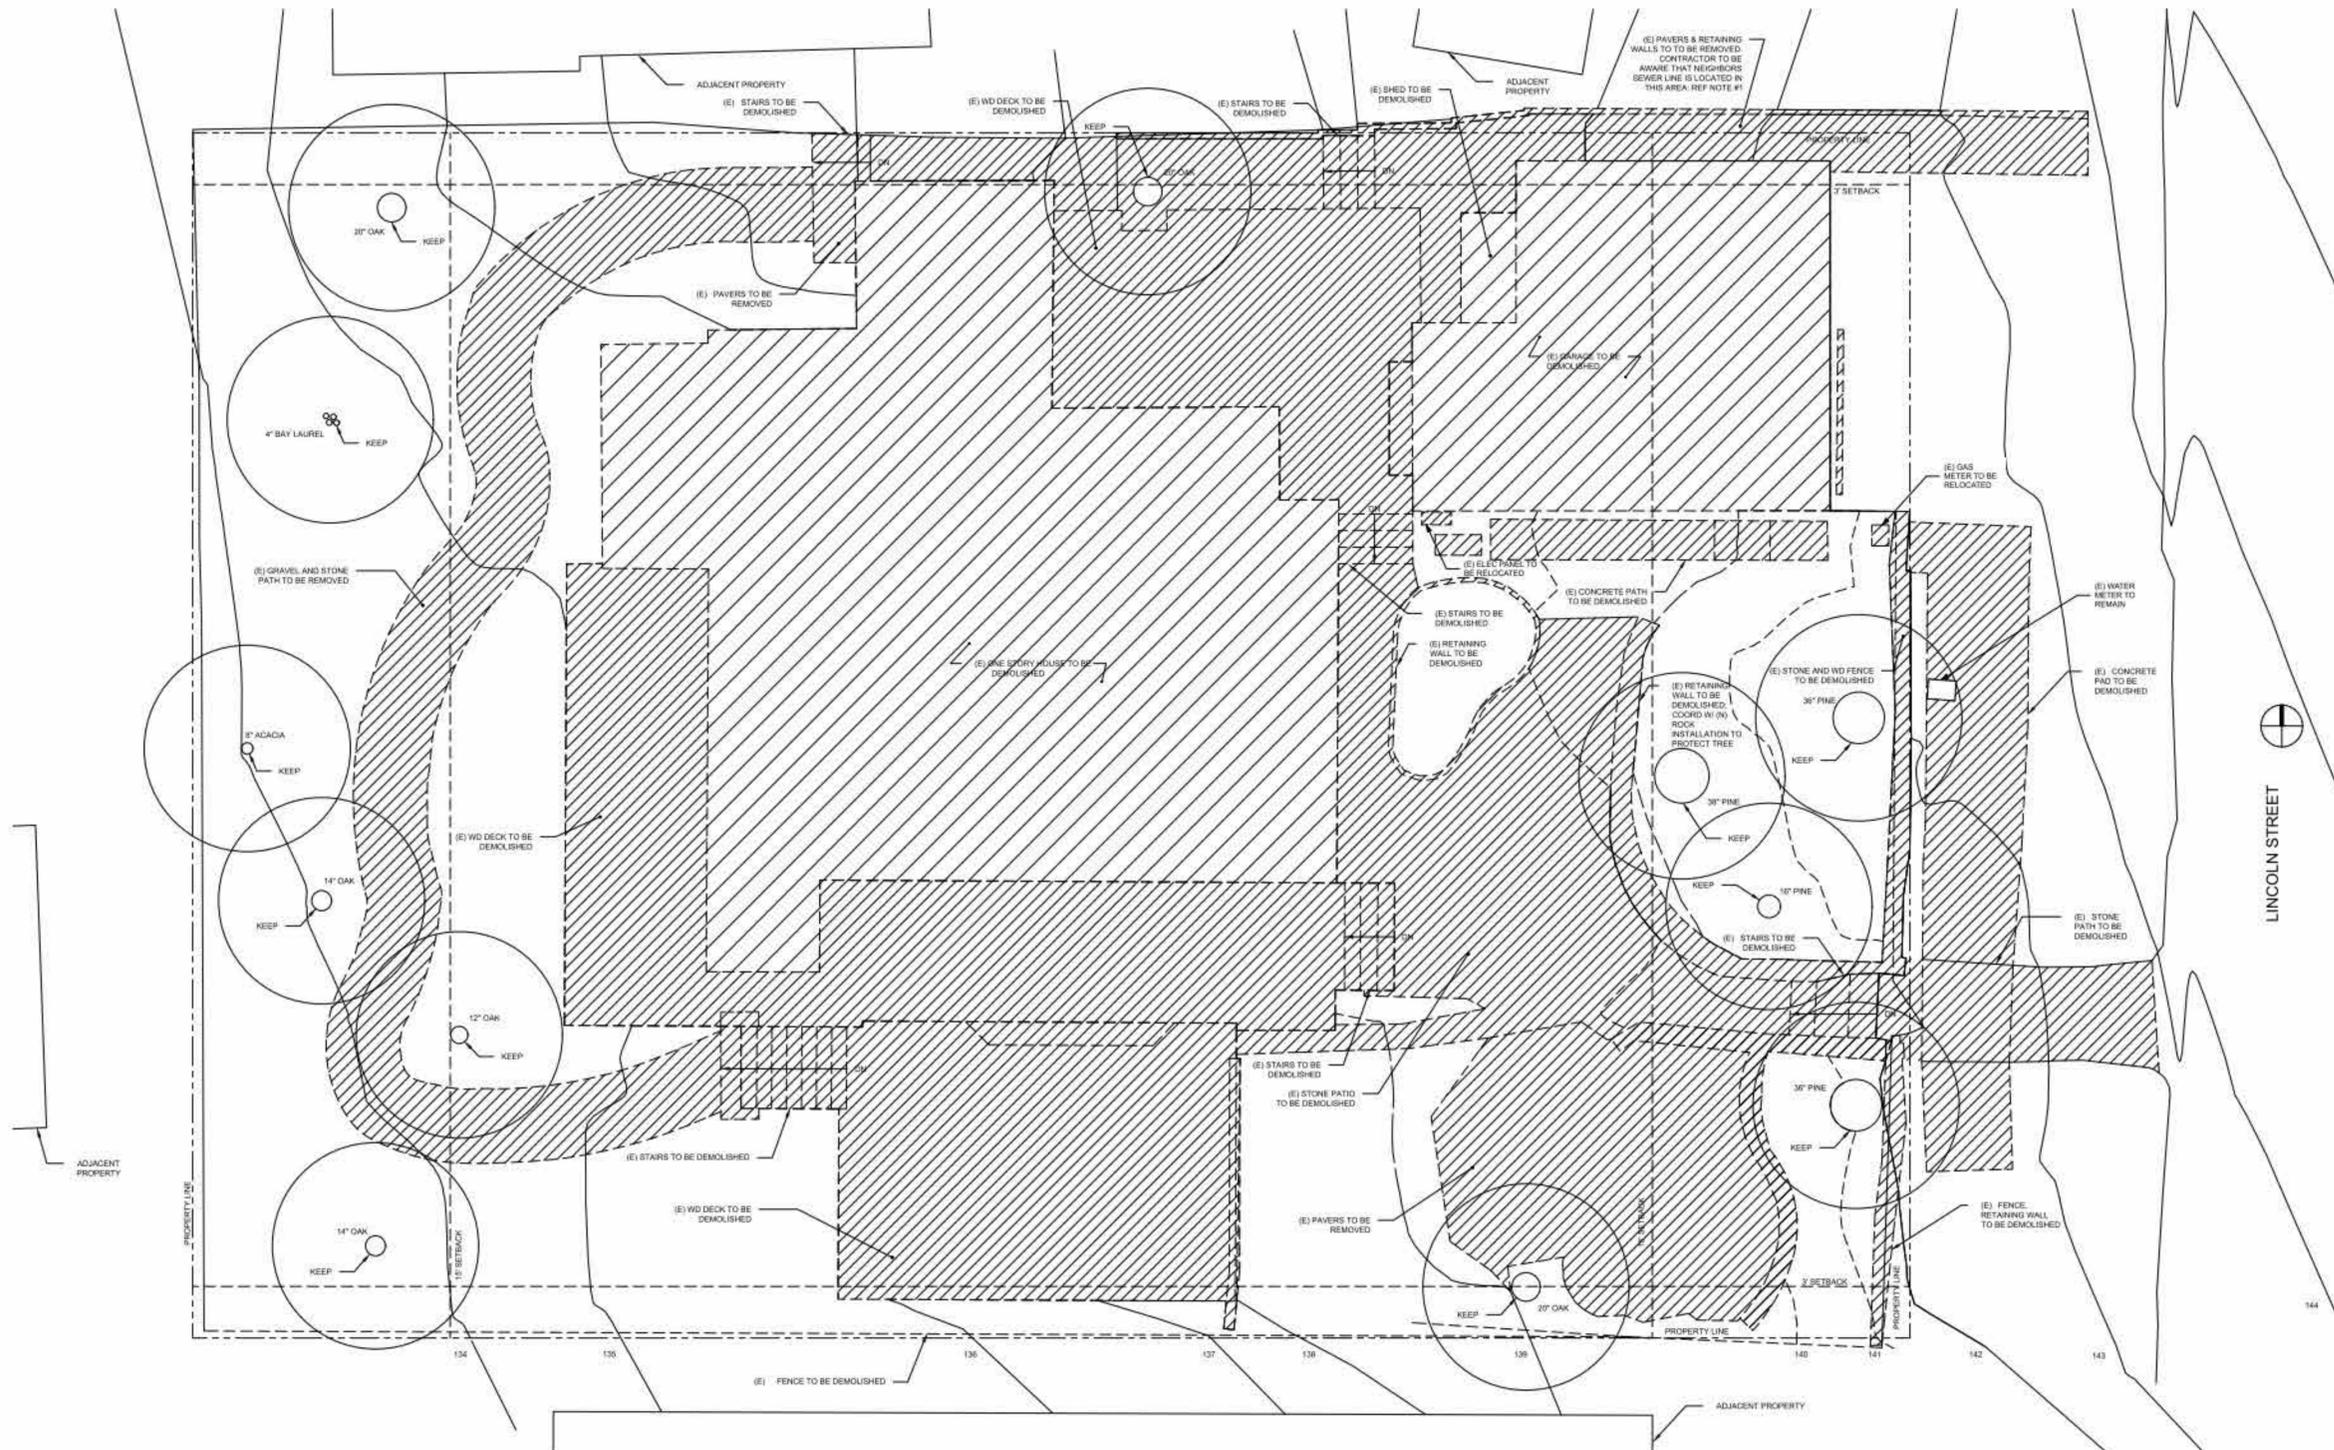 (E) PAVERS & RETAINING
WALLS TO TO BE REMOVED.
CONTRACTOR TO BE
AWARE THAT NEIGHBORS
SEWER LINE IS LOCATED IN
THIS AREA: REF NOTE #1
ADJACENT PROPERTY
(E) STAIRS TO BE
DEMOLISHED
(E) WD DECK TO BE
DEMOLISHED
KEEP
(E) STAIRS TO BE
DEMOLISHED
(E) SHED TO BE
DEMOLISHED
ADJACENT
PROPERTY
PROPERTY LINE
DN
20" OAK
DN
3' SETBACK
20" OAK
KEEP
(E) PAVERS TO BE
REMOVED
(E) GARAGE TO BE
DEMOLISHED
4" BAY LAUREL
KEEP
(E) GAS
METER TO BE
RELOCATED
DN
(E) GRAVEL AND STONE
PATH TO BE REMOVED
(E) ELEC PANEL TO
BE RELOCATED
(E) CONCRETE PATH
TO BE DEMOLISHED
(E) WATER
METER TO
REMAIN
(E) STAIRS TO BE
DEMOLISHED
(E) RETAINING
WALL TO BE
DEMOLISHED
(E) ONE STORY HOUSE TO BE
DEMOLISHED
(E) STONE AND WD FENCE
TO BE DEMOLISHED
(E) CONCRETE
PAD TO BE
DEMOLISHED
(E) RETAINING
WALL TO BE
DEMOLISHED;
COORD W/ (N)
ROCK
INSTALLATION TO
PROTECT TREE
36" PINE
KEEP
8" ACACIA
KEEP
38" PINE
KEEP
(E) WD DECK TO BE
DEMOLISHED
LINCOLN STREET
14" OAK
KEEP
KEEP
16" PINE
(E) STONE
PATH TO BE
DEMOLISHED
DN
(E) STAIRS TO BE
DEMOLISHED
12" OAK
KEEP
DN
DN
(E) STAIRS TO BE
DEMOLISHED
(E) STONE PATIO
TO BE DEMOLISHED
36" PINE
KEEP
ADJACENT
PROPERTY
(E) STAIRS TO BE DEMOLISHED
(E) WD DECK TO BE
DEMOLISHED
(E) PAVERS TO BE
REMOVED
(E) FENCE,
RETAINING WALL
TO BE DEMOLISHED
PROPERTY LINE
14" OAK
KEEP
15' SETBACK
15' SETBACK
3' SETBACK
PROPERTY LINE
KEEP
20" OAK
144
PROPERTY LINE
134
135
136
137
138
139
140
141
142
143
(E) FENCE TO BE DEMOLISHED
ADJACENT PROPERTY